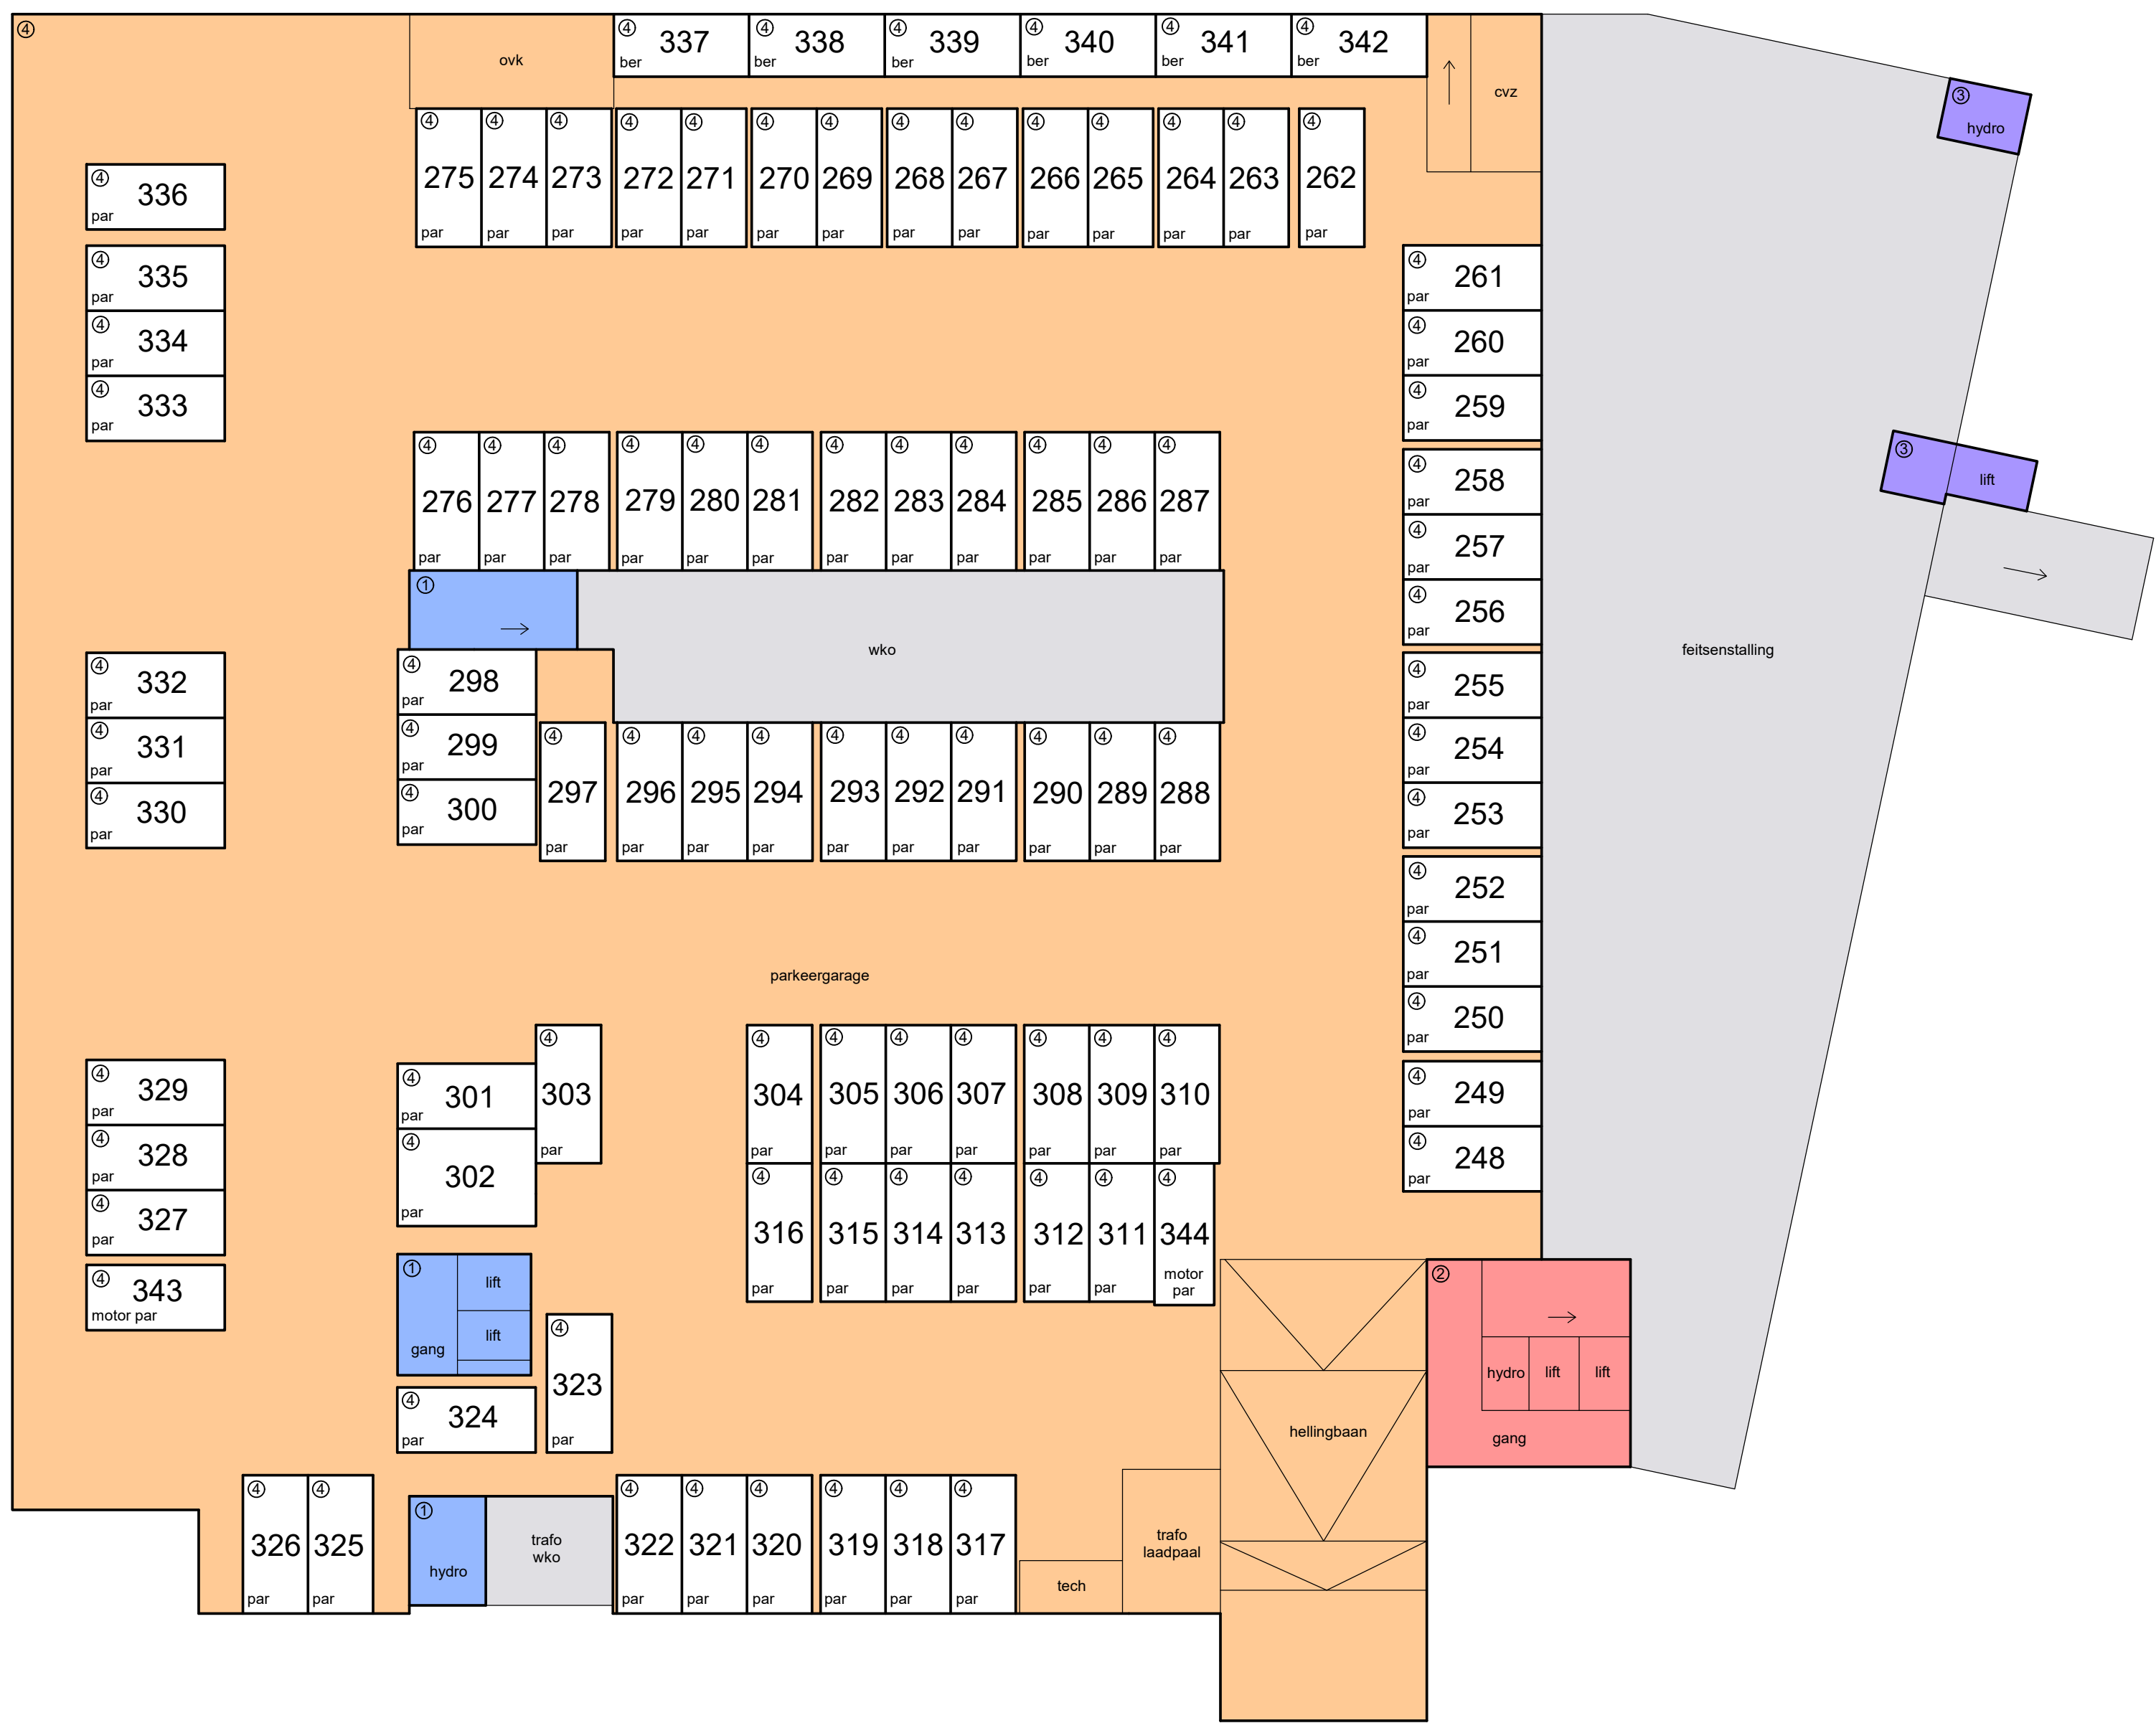 ④
ovk
④ 337 ber
④ 338 ber
④ 339 ber
④ 340 ber
④ 341 ber
④ 342 ber
cvz
③ hydro
④ 275 par
④ 274 par
④ 273 par
④ 272 par
④ 271 par
④ 270 par
④ 269 par
④ 268 par
④ 267 par
④ 266 par
④ 265 par
④ 264 par
④ 263 par
④ 262 par
④ 336 par
④ 335 par
④ 334 par
④ 333 par
④ 261 par
④ 260 par
④ 259 par
④ 276 par
④ 277 par
④ 278 par
④ 279 par
④ 280 par
④ 281 par
④ 282 par
④ 283 par
④ 284 par
④ 285 par
④ 286 par
④ 287 par
④ 258 par
④ 257 par
④ 256 par
③ lift
①
wko
feitsenstalling
④ 332 par
④ 331 par
④ 330 par
④ 298 par
④ 299 par
④ 300 par
④ 297 par
④ 296 par
④ 295 par
④ 294 par
④ 293 par
④ 292 par
④ 291 par
④ 290 par
④ 289 par
④ 288 par
④ 255 par
④ 254 par
④ 253 par
④ 252 par
④ 251 par
④ 250 par
parkeergarage
④ 329 par
④ 328 par
④ 327 par
④ 343 motor par
④ 301 par
④ 302 par
④ 303 par
④ 304 par
④ 305 par
④ 306 par
④ 307 par
④ 308 par
④ 309 par
④ 310 par
④ 249 par
④ 248 par
④ 316 par
④ 315 par
④ 314 par
④ 313 par
④ 312 par
④ 311 par
④ 344
motor
par
①
lift
lift
gang
④ 323 par
④ 324 par
②
hydro
lift
lift
gang
hellingbaan
④ 326 par
④ 325 par
① hydro
trafo
wko
④ 322 par
④ 321 par
④ 320 par
④ 319 par
④ 318 par
④ 317 par
tech
trafo
laadpaal